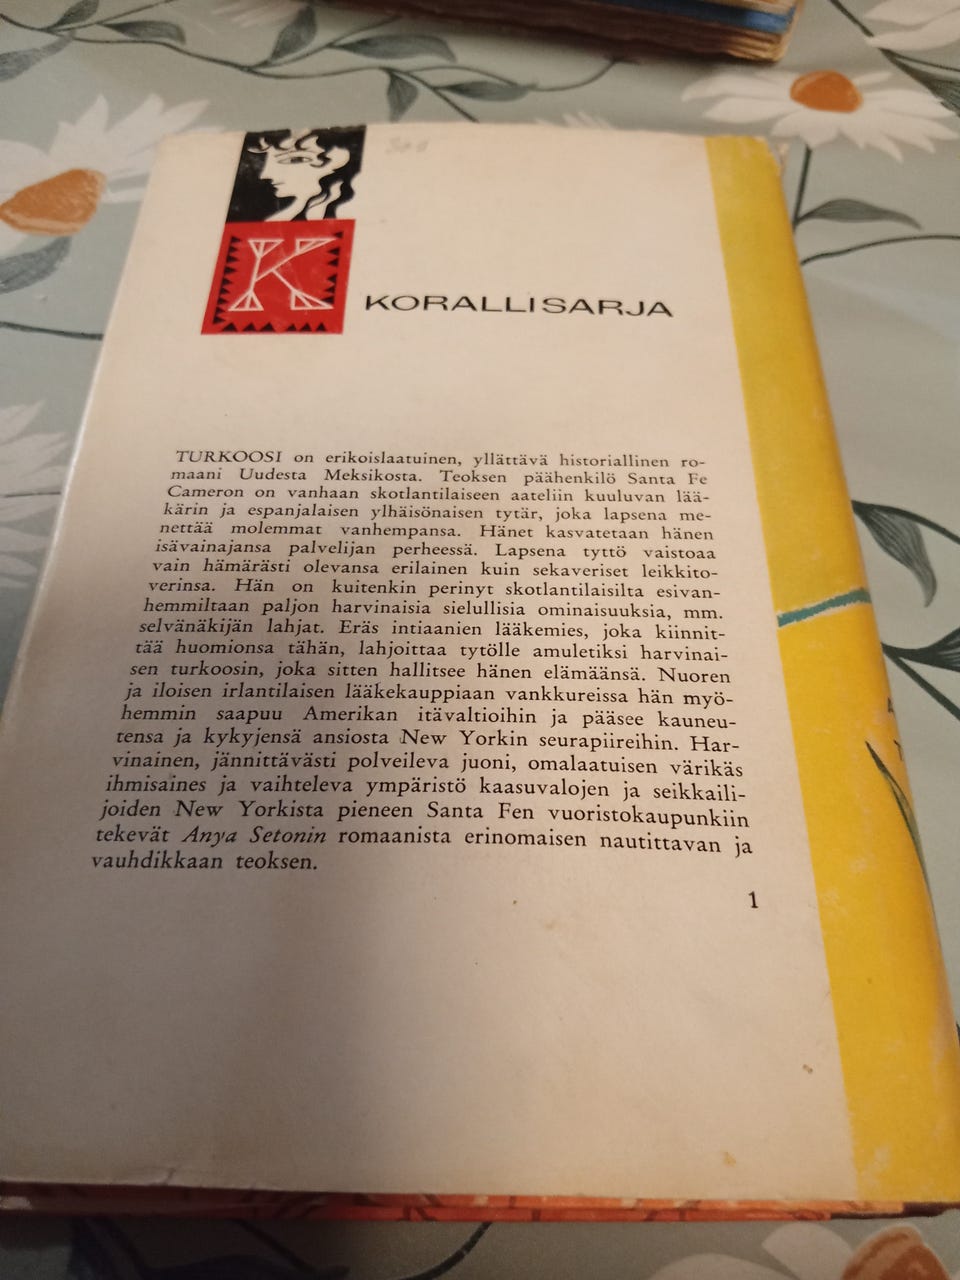 K
KORALLISARJA
TURKOOSI on erikoislaatuinen, yllättävä historiallinen ro-
maani Uudesta Meksikosta. Teoksen päähenkilö Santa Fe
Cameron on vanhaan skotlantilaiseen aateliin kuuluvan lää-
kärin ja espanjalaisen ylhäisönaisen tytär, joka lapsena me-
nettää molemmat vanhempansa. Hänet kasvatetaan hänen
isävainajansa palvelijan perheessä. Lapsena tyttö vaistoaa
vain hämärästi olevansa erilainen kuin sekaveriset leikkito-
verinsa. Hän on kuitenkin perinyt skotlantilaisilta esivan-
hemmiltaan paljon harvinaisia sielullisia ominaisuuksia, mm.
selvänäkijän lahjat. Eräs intiaanien lääkemies, joka kiinnit-
tää huomionsa tähän, lahjoittaa tytölle amuletiksi harvinai-
sen turkoosin, joka sitten hallitsee hänen elämäänsä. Nuoren
ja iloisen irlantilaisen lääkekauppiaan vankkureissa hän myö-
hemmin saapuu Amerikan itävaltioihin ja pääsee kauneu-
tensa ja kykyjensä ansiosta New Yorkin seurapiireihin. Har-
vinainen, jännittävästi polveileva juoni, omalaatuisen värikäs
ihmisaines ja vaihteleva ympäristö kaasuvalojen ja seikkaili-
joiden New Yorkista pieneen Santa Fen vuoristokaupunkiin
tekevät Anya Setonin romaanista erinomaisen nautittavan ja
vauhdikkaan teoksen.
1